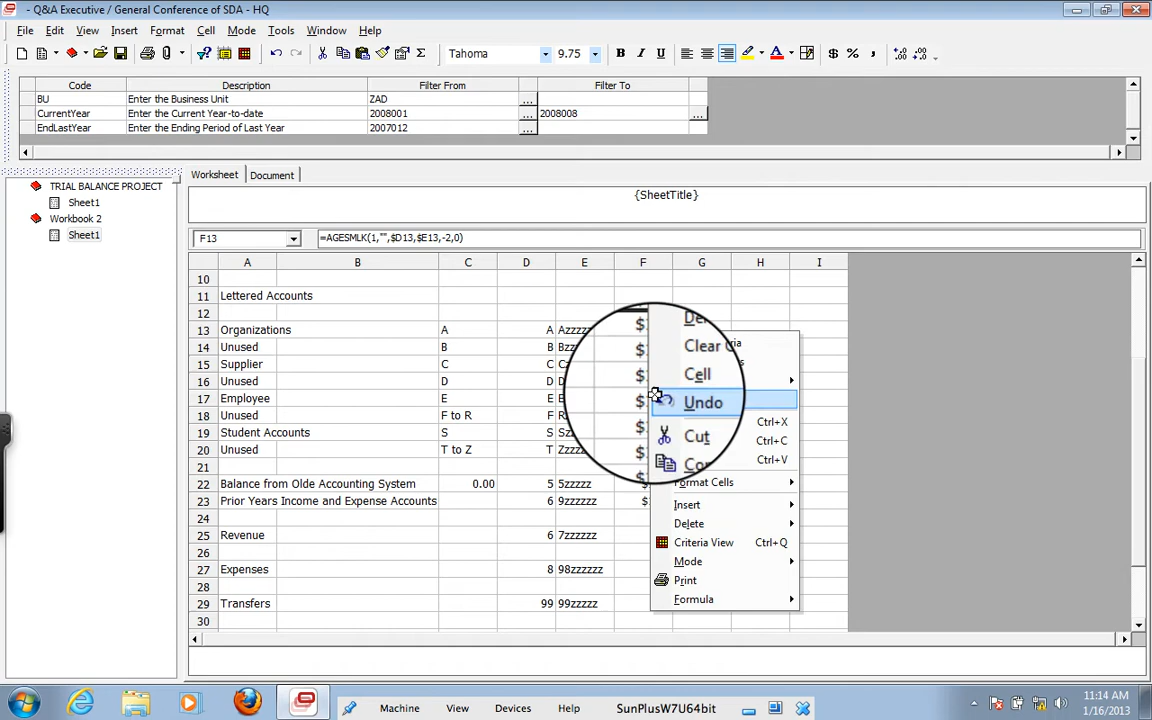 - Q&A Executive / General Conference of SDA - HQ
File Edit View Insert Format Cell Mode Tools Window Help
Tahoma 9.75 B I U A $ % ,
Code Description Filter From Filter To
BU Enter the Business Unit ZAD ...
CurrentYear Enter the Current Year-to-date 2008001 ... 2008008 ...
EndLastYear Enter the Ending Period of Last Year 2007012 ...
TRIAL BALANCE PROJECT
Sheet1
Workbook 2
Sheet1
Worksheet Document
{SheetTitle}
F13 =AGESMLK(1,"",$D13,$E13,-2,0)
A B C D E F G H I
10
11 Lettered Accounts
12
13 Organizations A A Azzzz
14 Unused B B
15 Supplier C C
16 Unused D D
17 Employee E E
18 Unused F to R F
19 Student Accounts S S
20 Unused T to Z T
21
22 Balance from Olde Accounting System 0.00 5 5zzzzz
23 Prior Years Income and Expense Accounts 6 9zzzzz
24
25 Revenue 6 7zzzzzz
26
27 Expenses 8 98zzzzzz
28
29 Transfers 99 99zzzz
30
Clear
Cell
Undo
Cut Ctrl+X
Ctrl+C
Ctrl+V
Format Cells
Insert
Delete
Criteria View Ctrl+Q
Mode
Print
Formula
Machine View Devices Help SunPlusW7U64bit
11:14 AM
1/16/2013